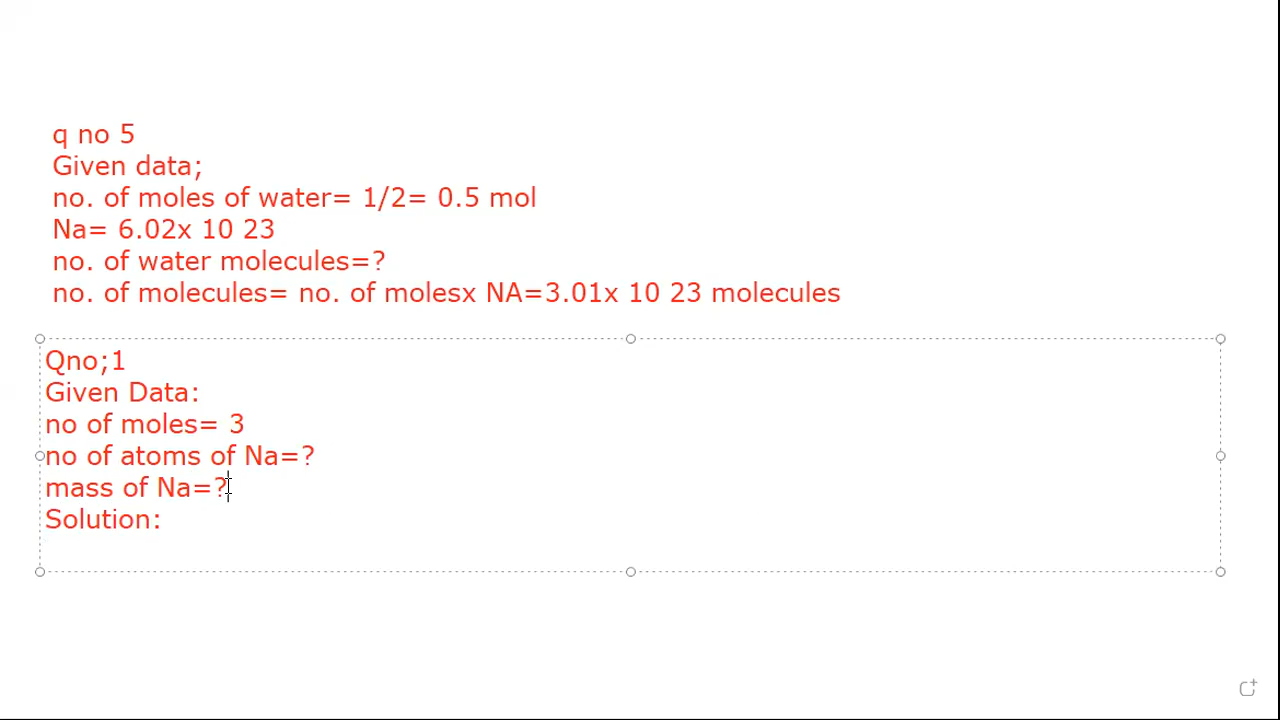 q no 5
Given data;
no. of moles of water= 1/2= 0.5 mol
Na= 6.02x 10 23
no. of water molecules=?
no. of molecules= no. of molesx NA=3.01x 10 23 molecules
Qno;1
Given Data:
no of moles= 3
no of atoms of Na=?
mass of Na=?
Solution: